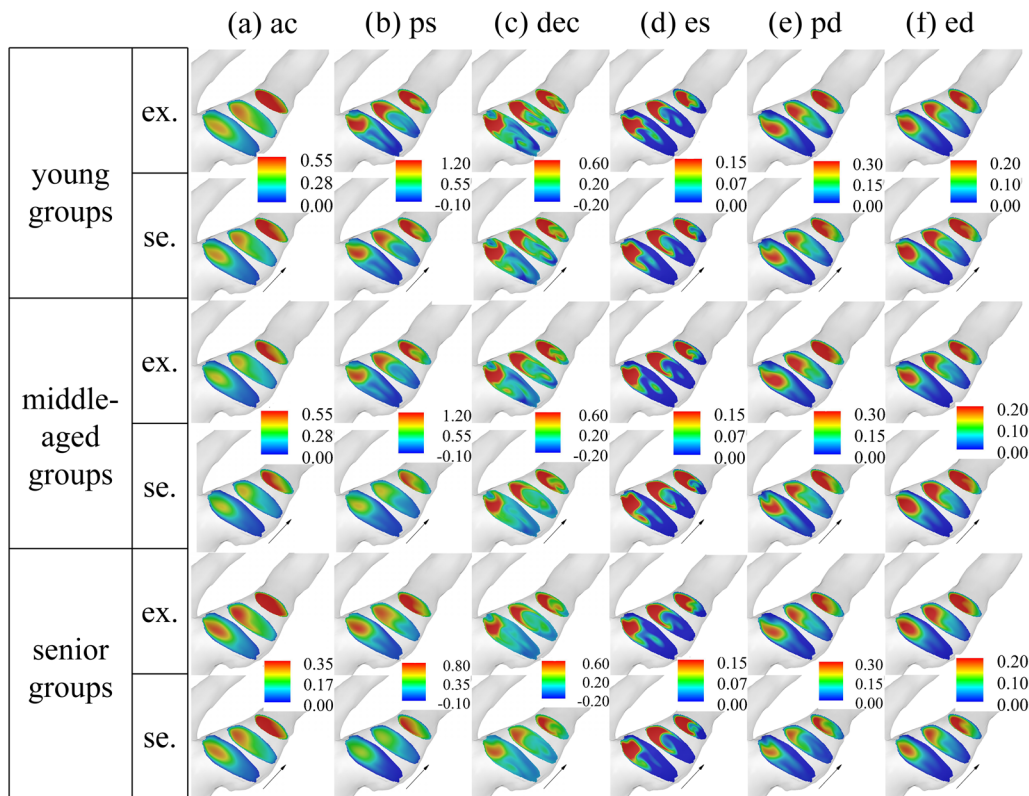 (a) ac (b) ps (c) dec (d) es (e) pd (f) ed
young
groups
ex.
0.55 1.20 0.60 0.15 0.30 0.20
0.28 0.55 0.20 0.07 0.15 0.10
0.00 -0.10 -0.20 0.00 0.00 0.00
se.
middle-
aged
groups
ex.
0.55 1.20 0.60 0.15 0.30 0.20
0.28 0.55 0.20 0.07 0.15 0.10
0.00 -0.10 -0.20 0.00 0.00 0.00
se.
senior
groups
ex.
0.35 0.80 0.60 0.15 0.30 0.20
0.17 0.35 0.20 0.07 0.15 0.10
0.00 -0.10 -0.20 0.00 0.00 0.00
se.